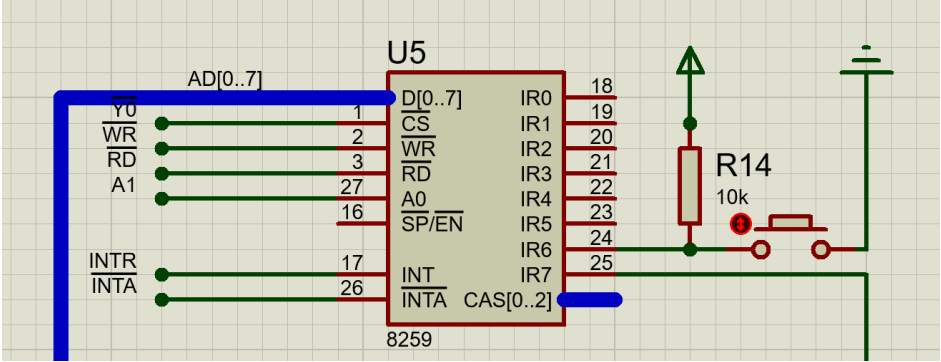 U5
AD[0..7]
D[0..7] IR0 18
Y0 1 CS IR1 19
WR 2 WR IR2 20
RD 3 RD IR3 21
A1 27 A0 IR4 22
16 SP/EN IR5 23
IR6 24
INTR 17 INT IR7 25
INTA 26 INTA CAS[0..2]
8259
R14
10k